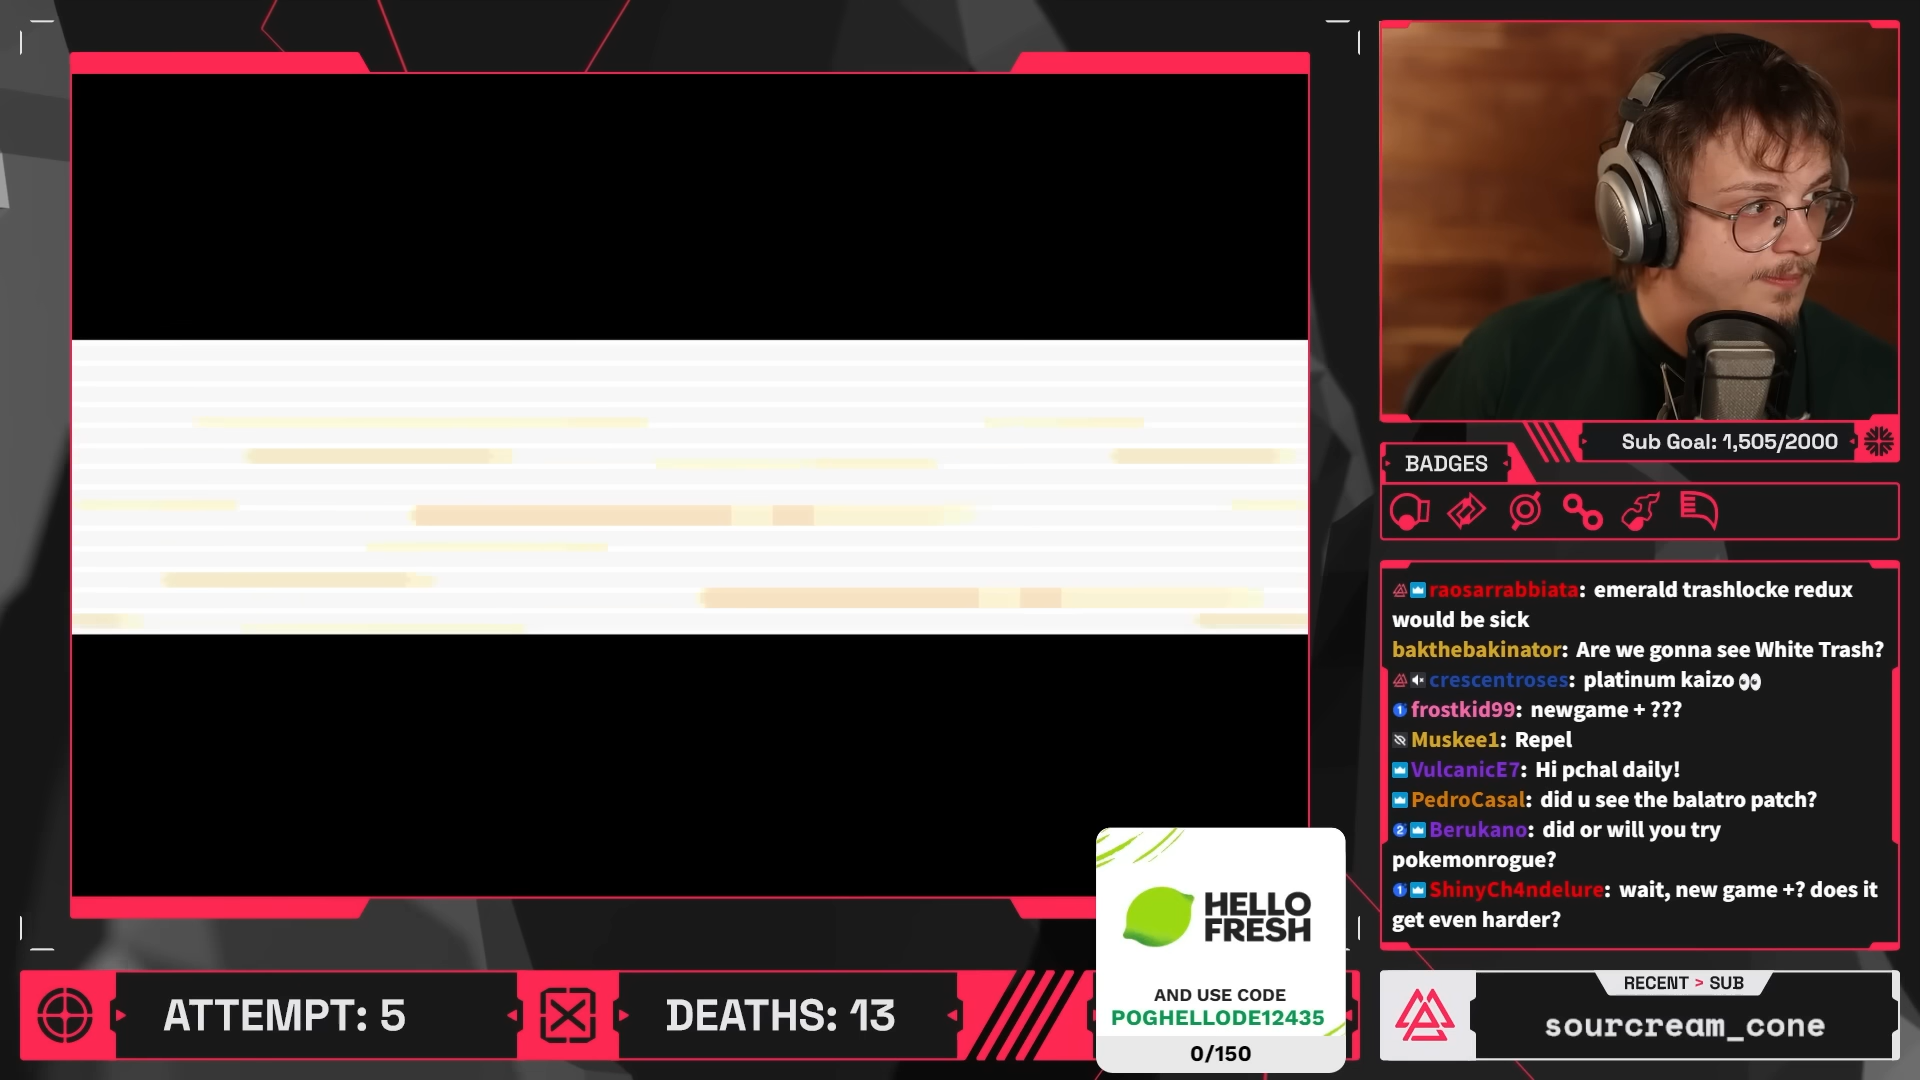 Sub Goal: 1,505/2000
BADGES
raosarrabbiata: emerald trashlocke redux
would be sick
bakthebakinator: Are we gonna see White Trash?
crescentroses: platinum kaizo 👀
1 frostkid99: newgame + ???
Muskee1: Repel
VulcanicE7: Hi pchal daily!
PedroCasal: did u see the balatro patch?
2 Berukano: did or will you try
pokemonrogue?
1 ShinyCh4ndelure: wait, new game +? does it
get even harder?
HELLO
FRESH
AND USE CODE
POGHELLODE12435
0/150
ATTEMPT: 5
DEATHS: 13
RECENT > SUB
sourcream_cone